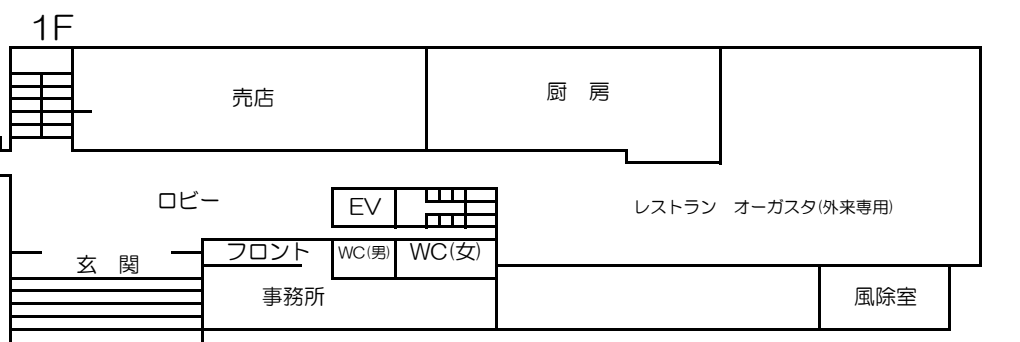 1F
売店
厨　房
ロビー
EV
レストラン　オーガスタ(外来専用)
玄　関
フロント
WC(男)
WC(女)
事務所
風除室